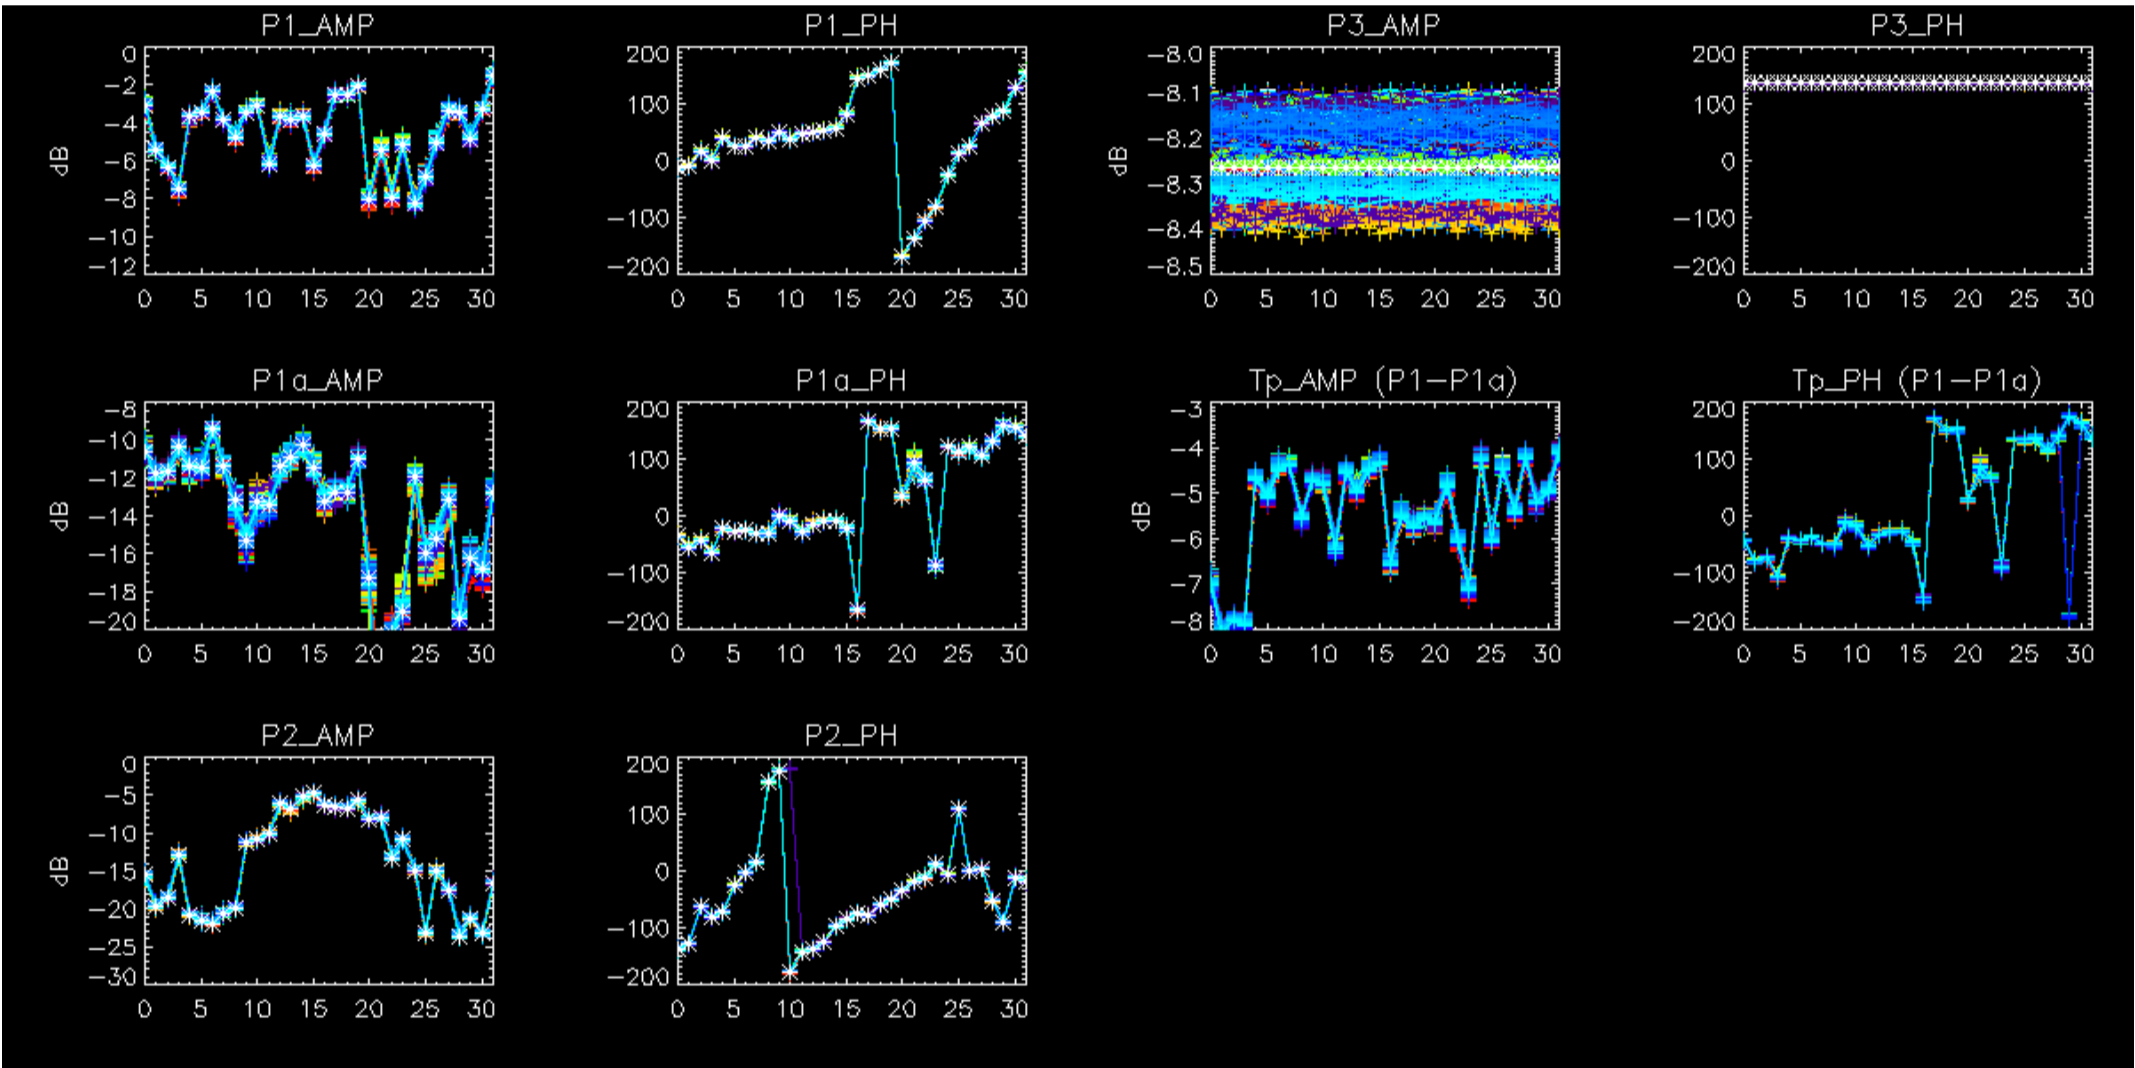 P1_AMP
0
-2
-4
-6
-8
-10
-12
dB
0 5 10 15 20 25 30
P1_PH
200
100
0
-100
-200
0 5 10 15 20 25 30
P3_AMP
-8.0
-8.1
-8.2
-8.3
-8.4
-8.5
dB
0 5 10 15 20 25 30
P3_PH
200
100
0
-100
-200
0 5 10 15 20 25 30
P1a_AMP
-8
-10
-12
-14
-16
-18
-20
dB
0 5 10 15 20 25 30
P1a_PH
200
100
0
-100
-200
0 5 10 15 20 25 30
Tp_AMP (P1-P1a)
-3
-4
-5
-6
-7
-8
dB
0 5 10 15 20 25 30
Tp_PH (P1-P1a)
200
100
0
-100
-200
0 5 10 15 20 25 30
P2_AMP
0
-5
-10
-15
-20
-25
-30
dB
0 5 10 15 20 25 30
P2_PH
200
100
0
-100
-200
0 5 10 15 20 25 30